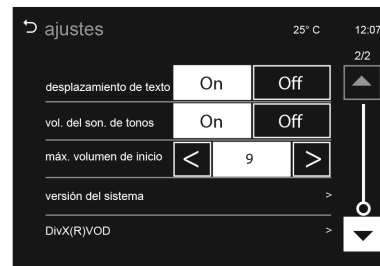 ajustes 25° C 12:07
2/2
desplazamiento de texto On Off
vol. del son. de tonos On Off
máx. volumen de inicio < 9 >
versión del sistema >
DivX(R)VOD >